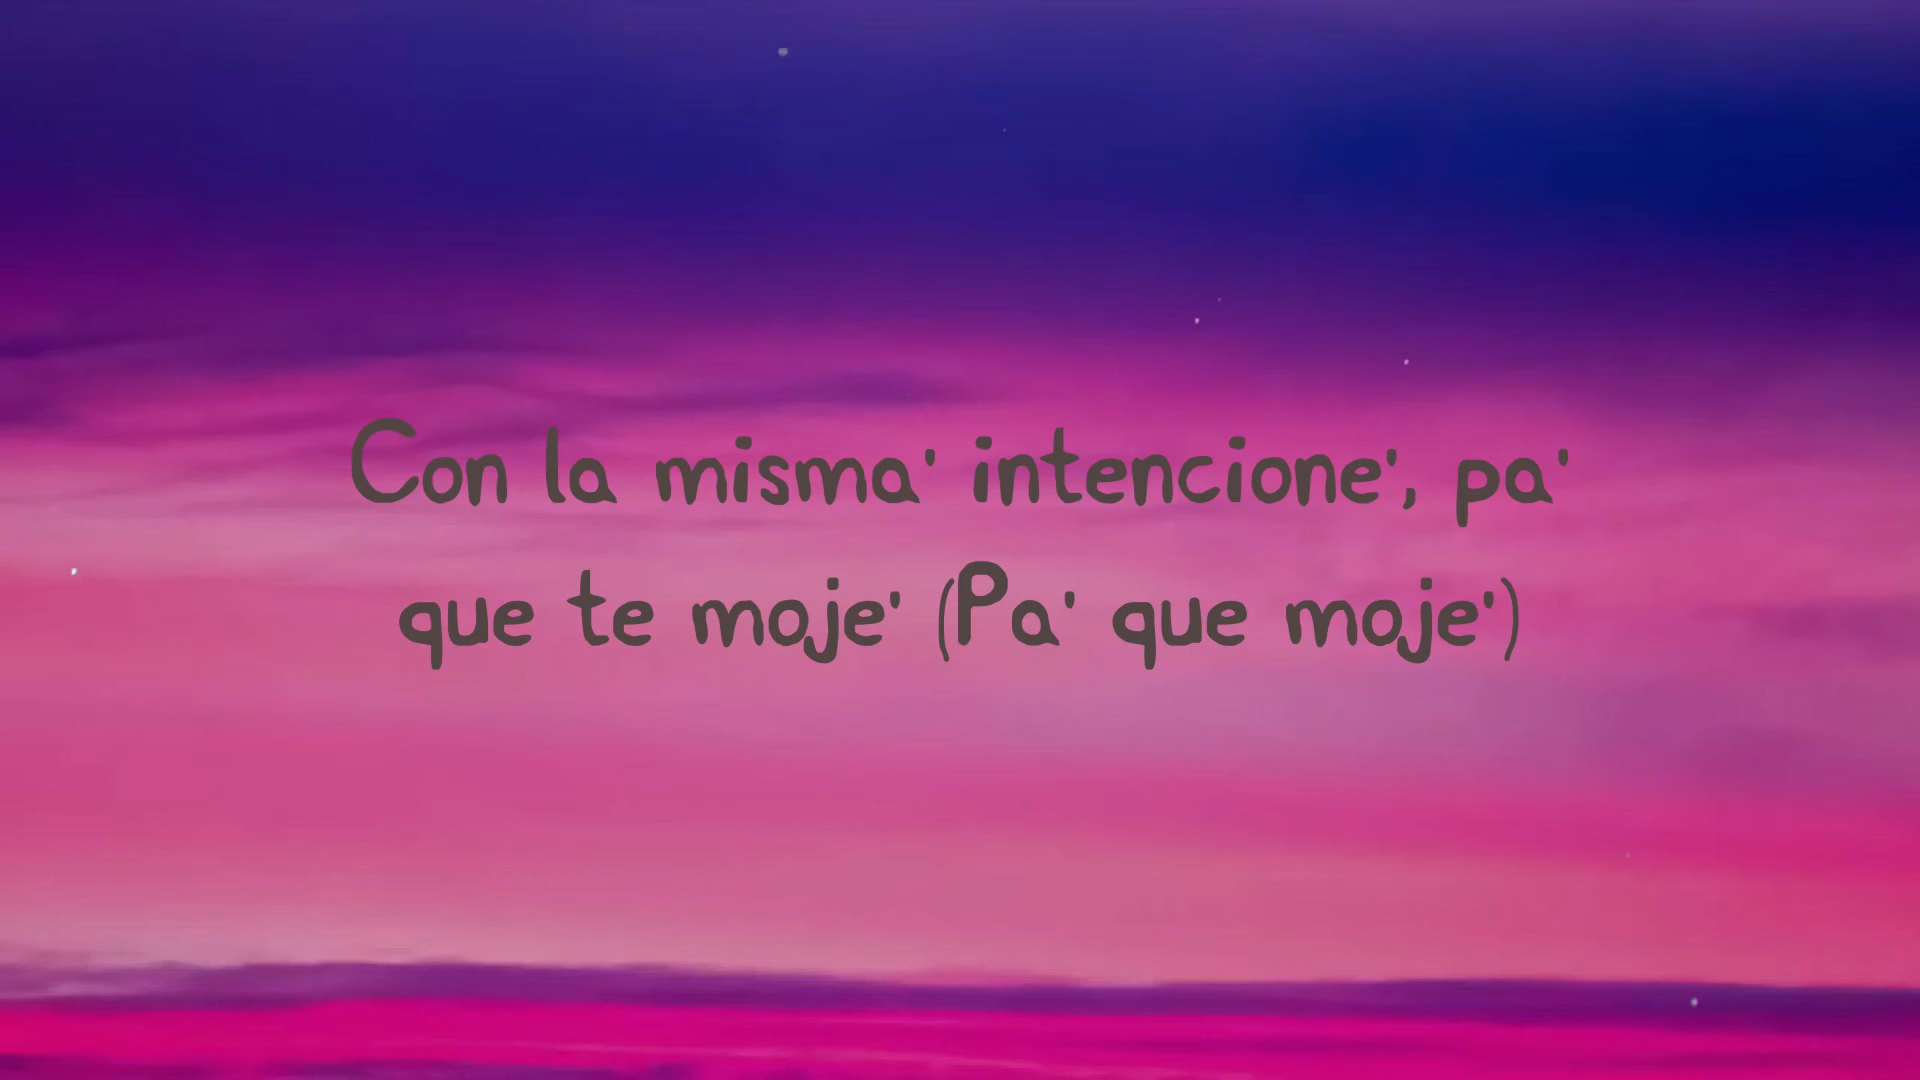 Con la misma' intencione', pa'
que te moje' (Pa' que moje')